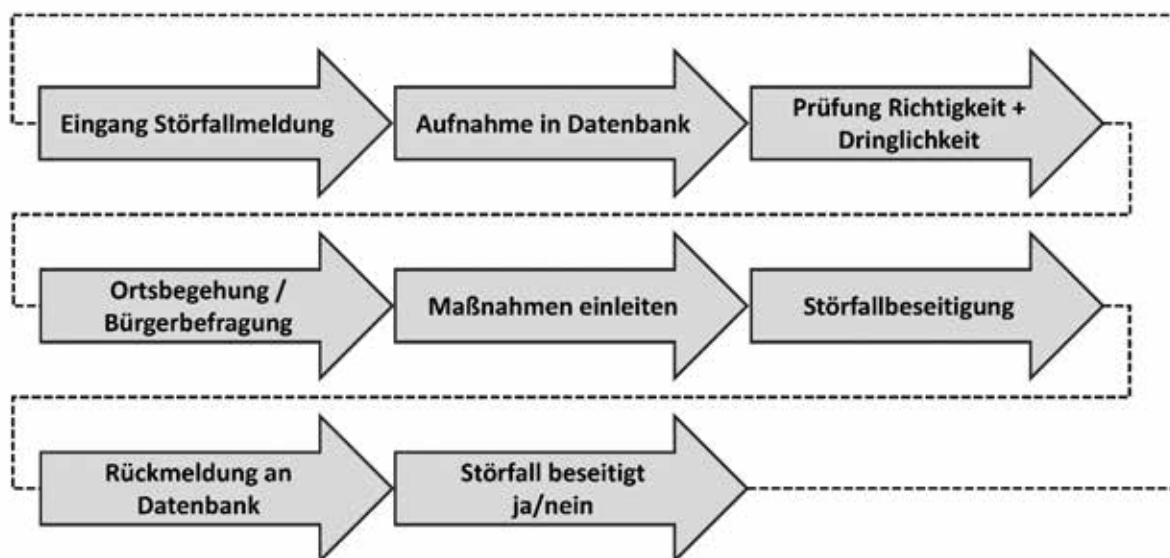 Eingang Störfallmeldung
Aufnahme in Datenbank
Prüfung Richtigkeit +
Dringlichkeit
Ortsbegehung /
Bürgerbefragung
Maßnahmen einleiten
Störfallbeseitigung
Rückmeldung an
Datenbank
Störfall beseitigt
ja/nein